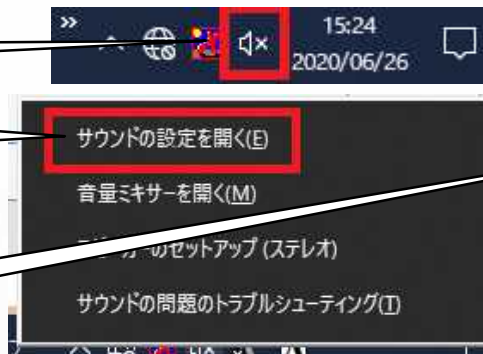 15:24
2020/06/26
サウンドの設定を開く(E)
音量ミキサーを開く(M)
のセットアップ (ステレオ)
サウンドの問題のトラブルシューティング(T)